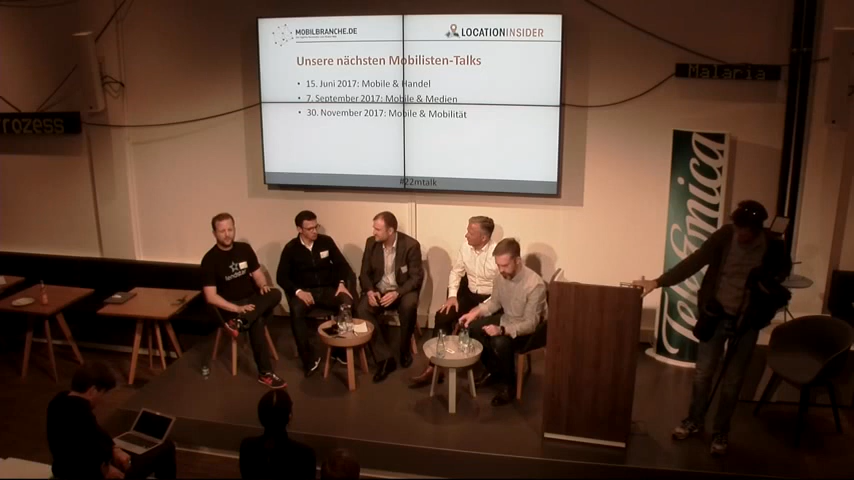 MOBILBRANCHE.DE
LOCATIONINSIDER
Unsere nächsten Mobilisten-Talks
• 15. Juni 2017: Mobile & Handel
• 7. September 2017: Mobile & Medien
• 30. November 2017: Mobile & Mobilität
#22mtalk
Malaria
rozess
Telefónica